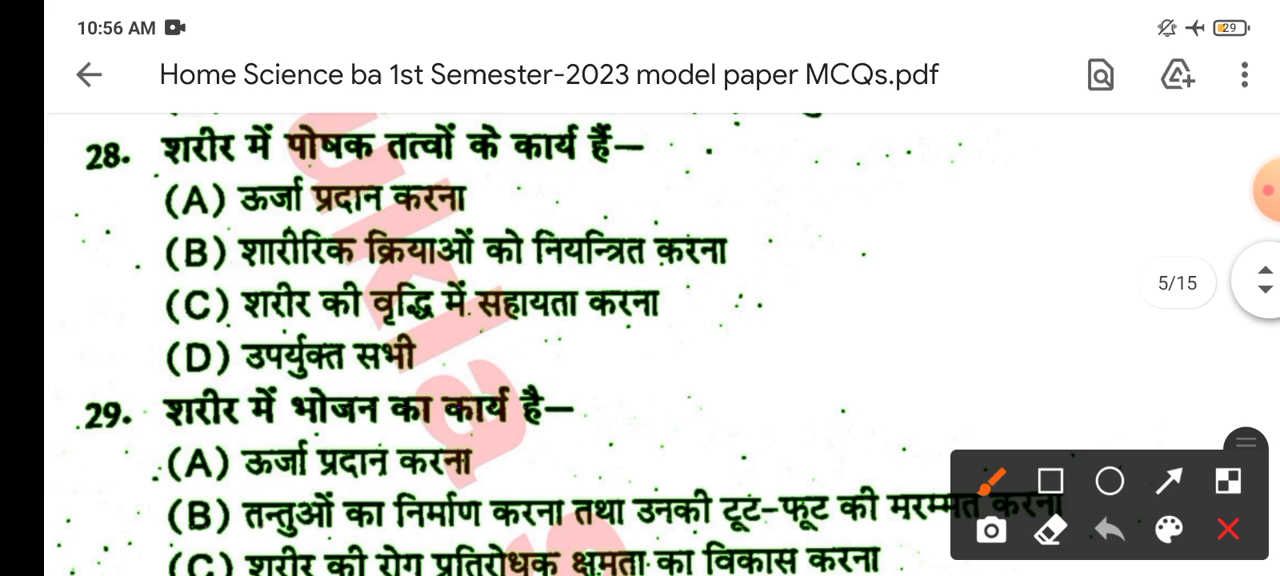 10:56 AM
29
Home Science ba 1st Semester-2023 model paper MCQs.pdf
28. शरीर में पोषक तत्वों के कार्य हैं—
(A) ऊर्जा प्रदान करना
(B) शारीरिक क्रियाओं को नियन्त्रित करना
(C) शरीर की वृद्धि में सहायता करना
5/15
(D) उपर्युक्त सभी
29. शरीर में भोजन का कार्य है—
(A) ऊर्जा प्रदान करना
(B) तन्तुओं का निर्माण करना तथा उनकी टूट-फूट की मरम्मत करना
(C) शरीर की रोग प्रतिरोधक क्षमता का विकास करना